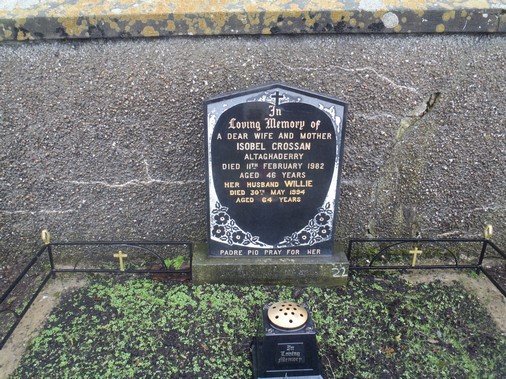 In
Loving Memory of
A DEAR WIFE AND MOTHER
ISOBEL CROSSAN
ALTAGHADERRY
DIED 11TH FEBRUARY 1982
AGED 46 YEARS
HER HUSBAND WILLIE
DIED 30TH MAY 1994
AGED 64 YEARS
PADRE PIO PRAY FOR HER
22
In
Loving
Memory